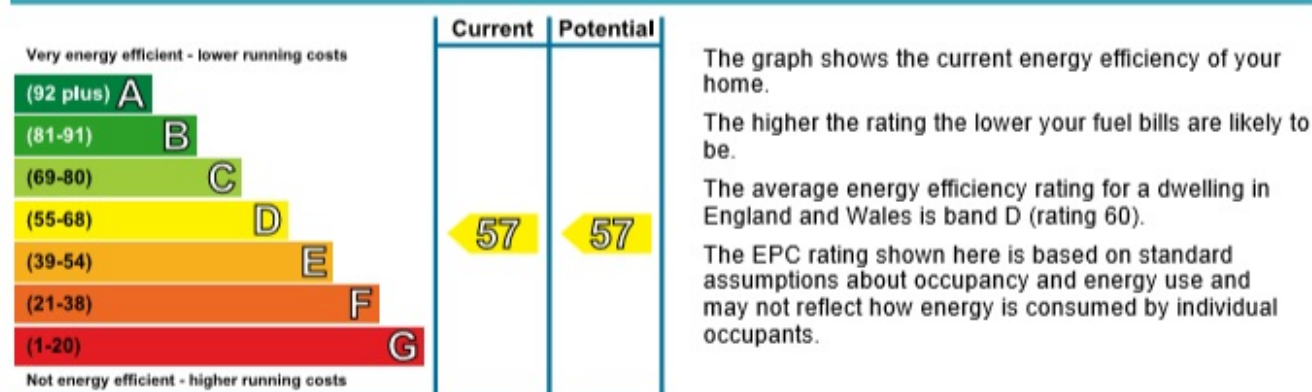 Current Potential
Very energy efficient - lower running costs
(92 plus) A
(81-91) B
(69-80) C
(55-68) D
(39-54) E
(21-38) F
(1-20) G
Not energy efficient - higher running costs
57 57
The graph shows the current energy efficiency of your
home.
The higher the rating the lower your fuel bills are likely to
be.
The average energy efficiency rating for a dwelling in
England and Wales is band D (rating 60).
The EPC rating shown here is based on standard
assumptions about occupancy and energy use and
may not reflect how energy is consumed by individual
occupants.